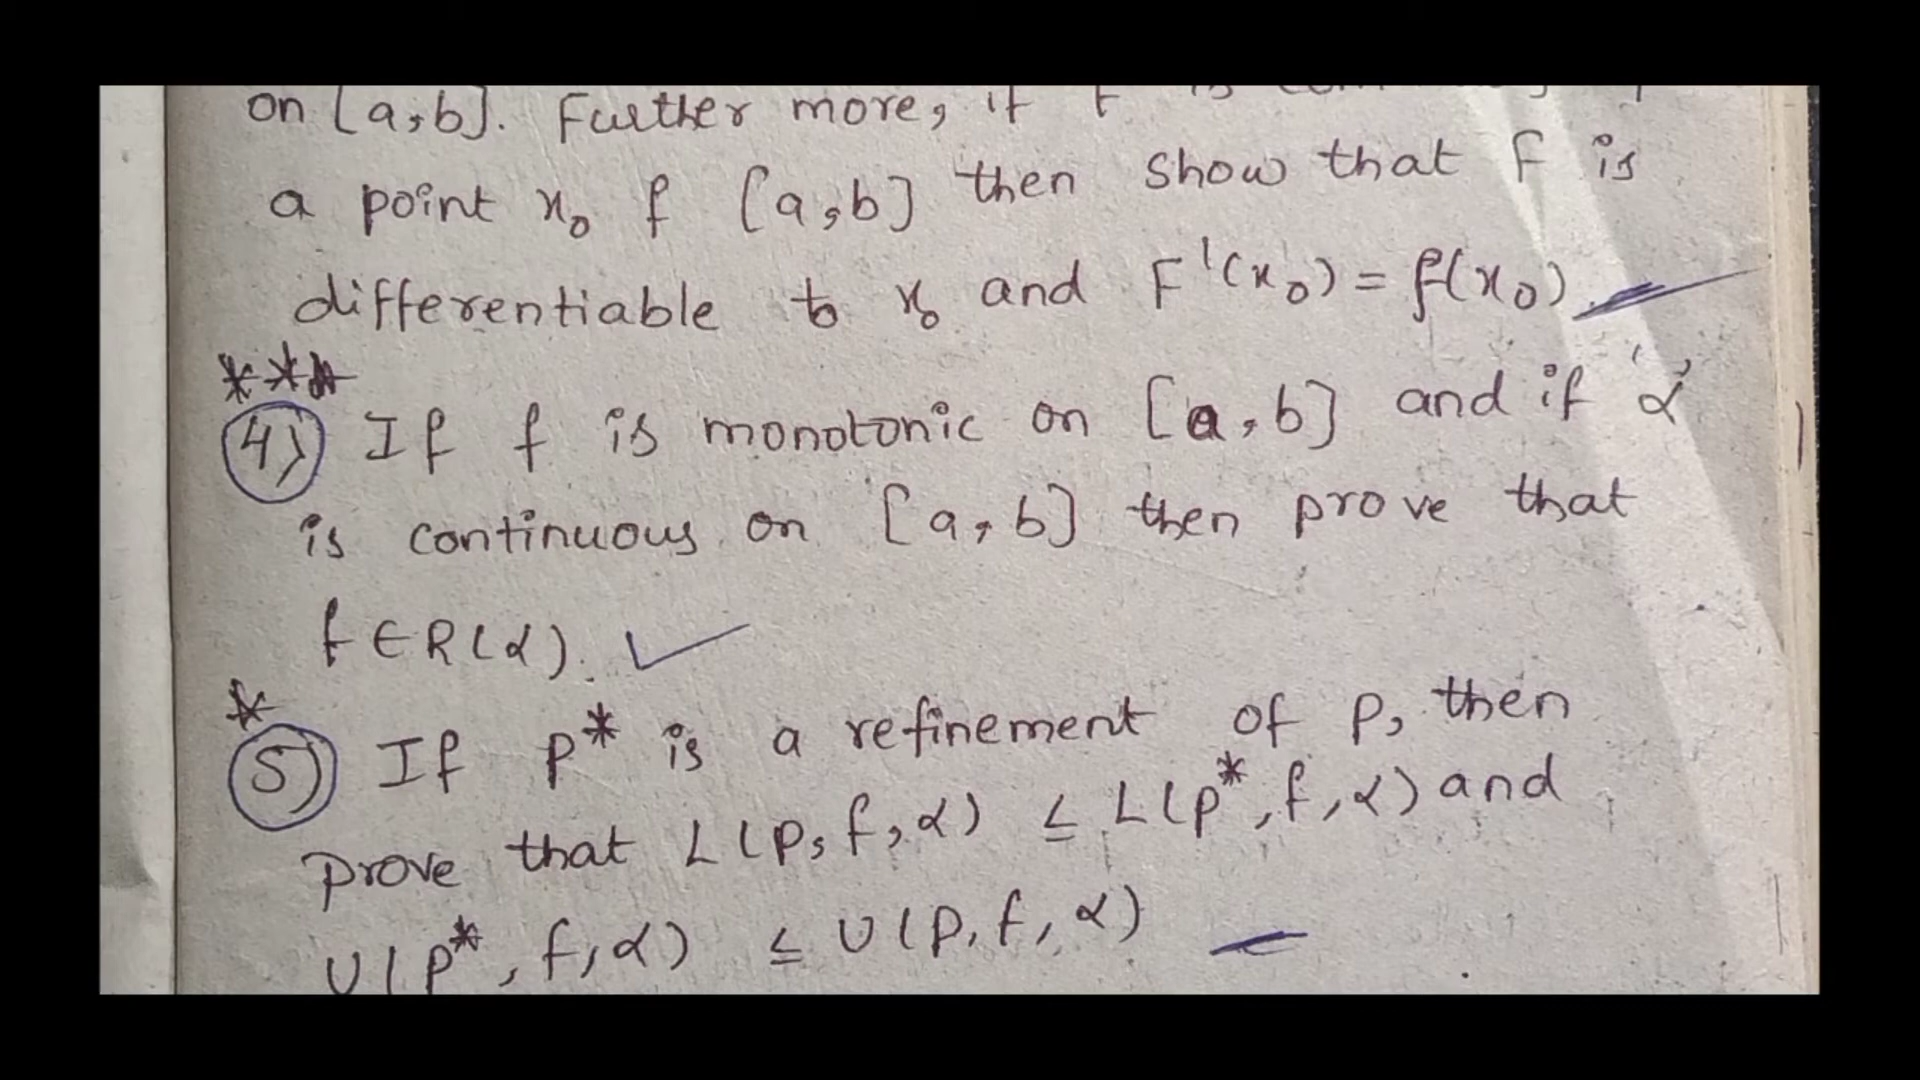 on [a,b]. Further more, if f is
a point x₀ f [a,b] then show that F is
differentiable to x₀ and F'(x₀) = f(x₀).
***
4) If f is monotonic on [a,b] and if 'α'
is continuous on [a,b] then prove that
f ∈ R(α).
*
5) If p* is a refinement of p, then
prove that L(p,f,α) ≤ L(p*,f,α) and
U(p*,f,α) ≤ U(p,f,α)